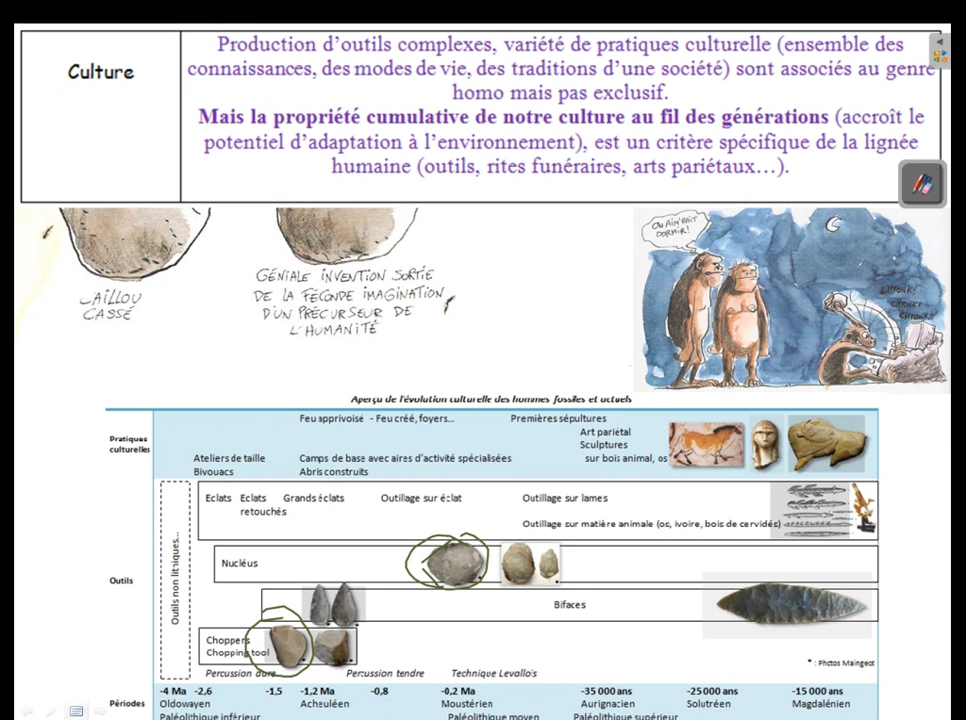 Culture
Production d'outils complexes, variété de pratiques culturelle (ensemble des
connaissances, des modes de vie, des traditions d'une société) sont associés au genre
homo mais pas exclusif.
Mais la propriété cumulative de notre culture au fil des générations (accroît le
potentiel d'adaptation à l'environnement), est un critère spécifique de la lignée
humaine (outils, rites funéraires, arts pariétaux…).
CAILLOU
CASSÉ
GÉNIALE INVENTION SORTIE
DE LA FÉCONDE IMAGINATION
D'UN PRÉCURSEUR DE
L'HUMANITÉ
DORMIR!
CHRONK!
CHRONK!
CHRONK!!
Aperçu de l'évolution culturelle des hommes fossiles et actuels
Pratiques
culturelles
Feu apprivoisé - Feu créé, foyers...
Premières sépultures
Art pariétal
Sculptures
sur bois animal, os
Ateliers de taille
Camps de base avec aires d'activité spécialisées
Bivouacs
Abris construits
Outils
Outils non lithiques...
Eclats
Eclats
retouchés
Grands éclats
Outillage sur éclat
Outillage sur lames
Outillage sur matière animale (os, ivoire, bois de cervidés)
Nucléus
Bifaces
Choppers
Chopping tool
* : Photos Maingeot
Percussion dure
Percussion tendre
Technique Levallois
Périodes
-4 Ma -2,6 -1,5 -1,2 Ma -0,8 -0,2 Ma -35 000 ans -25 000 ans -15 000 ans
Oldowayen Acheuléen Moustérien Aurignacien Solutréen Magdalénien
Paléolithique inférieur Paléolithique moyen Paléolithique supérieur